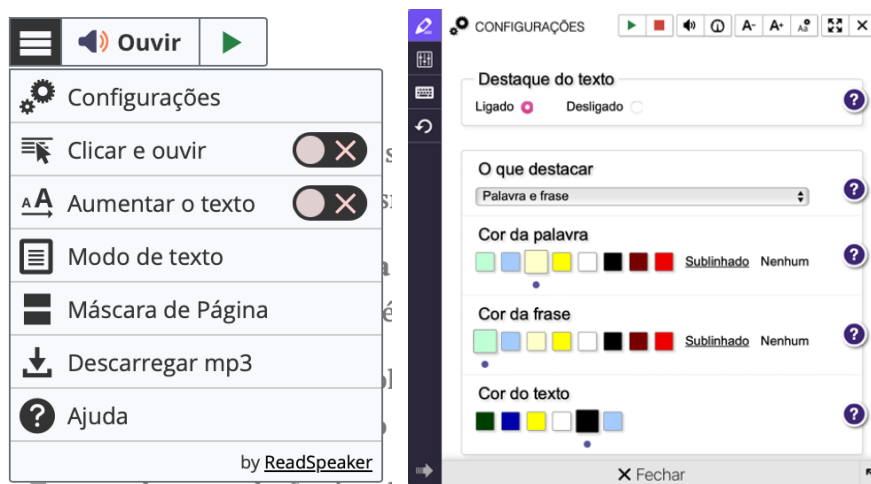 Ouvir
Configurações
Clicar e ouvir
Aumentar o texto
Modo de texto
Máscara de Página
Descarregar mp3
Ajuda
by ReadSpeaker
CONFIGURAÇÕES
A- A+ Aa
Destaque do texto
Ligado Desligado
O que destacar
Palavra e frase
Cor da palavra
Sublinhado Nenhum
Cor da frase
Sublinhado Nenhum
Cor do texto
Fechar